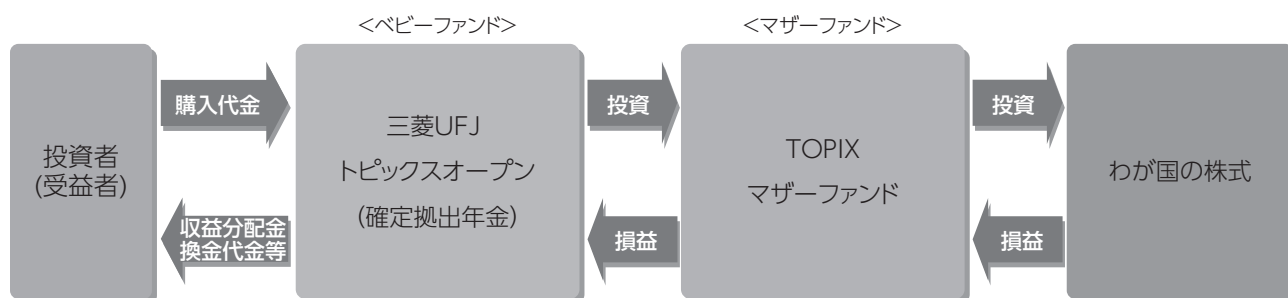 <ベビーファンド>
<マザーファンド>
投資者
(受益者)
購入代金
収益分配金
換金代金等
三菱UFJ
トピックスオープン
(確定拠出年金)
投資
損益
TOPIX
マザーファンド
投資
損益
わが国の株式